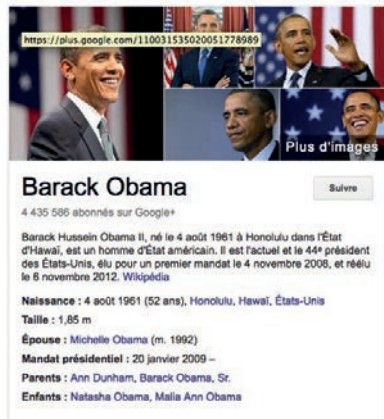 https://plus.google.com/110031535020051778989
Plus d'images
Barack Obama
Suivre
4 435 586 abonnés sur Google+
Barack Hussein Obama II, né le 4 août 1961 à Honolulu dans l'État
d'Hawaï, est un homme d'État américain. Il est l'actuel et le 44e président
des États-Unis, élu pour un premier mandat le 4 novembre 2008, et réélu
le 6 novembre 2012. Wikipédia
Naissance : 4 août 1961 (52 ans), Honolulu, Hawaï, États-Unis
Taille : 1,85 m
Épouse : Michelle Obama (m. 1992)
Mandat présidentiel : 20 janvier 2009 –
Parents : Ann Dunham, Barack Obama, Sr.
Enfants : Natasha Obama, Malia Ann Obama